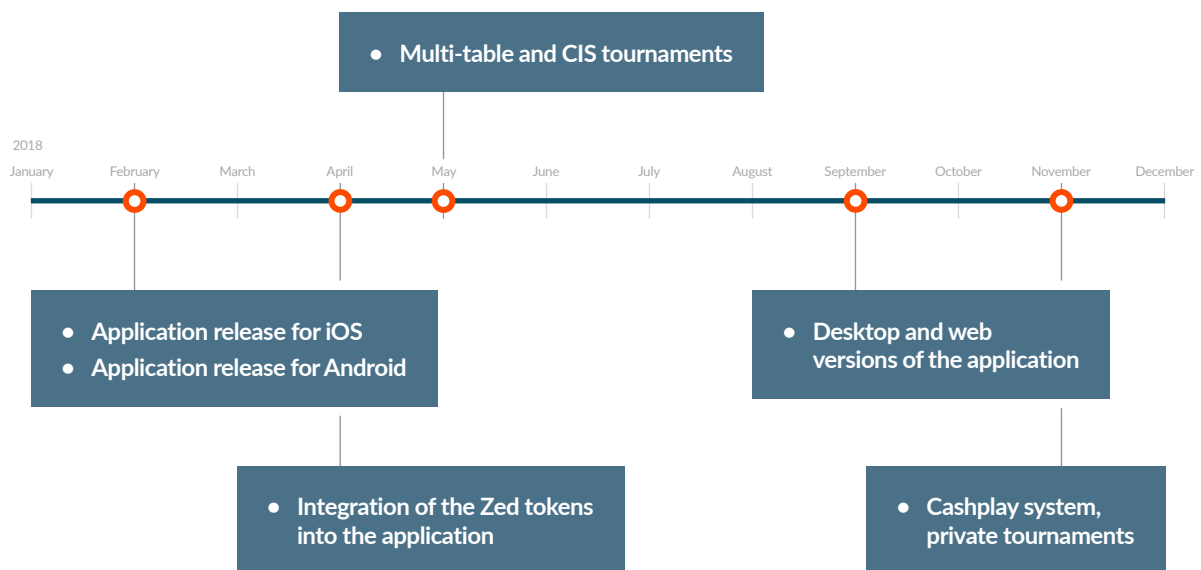 ● Multi-table and CIS tournaments
2018
January February March April May June July August September October November December
● Application release for iOS
● Application release for Android
● Desktop and web
versions of the application
● Integration of the Zed tokens
into the application
● Cashplay system,
private tournaments